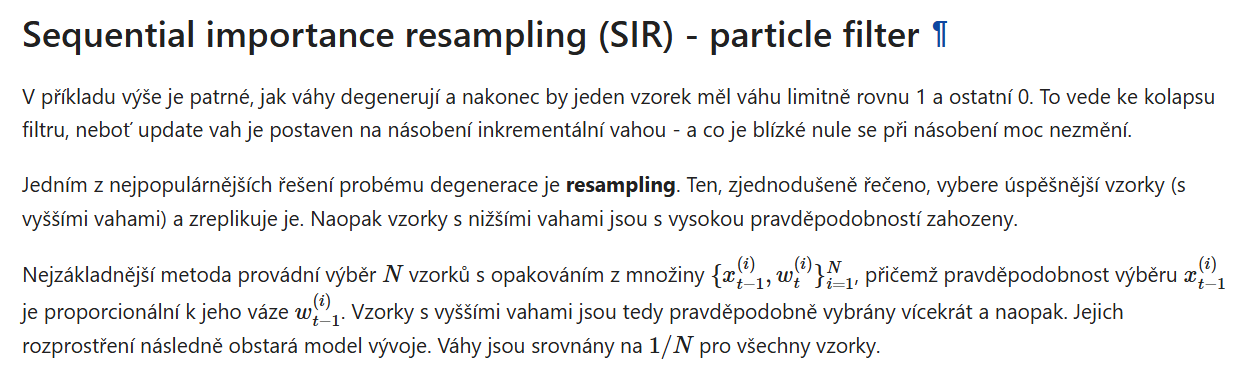 Sequential importance resampling (SIR) - particle filter ¶
V příkladu výše je patrné, jak váhy degenerují a nakonec by jeden vzorek měl váhu limitně rovnu 1 a ostatní 0. To vede ke kolapsu
filtru, neboť update vah je postaven na násobení inkrementální vahou - a co je blízké nule se při násobení moc nezmění.
Jedním z nejpopulárnějších řešení probému degenerace je resampling. Ten, zjednodušeně řečeno, vybere úspěšnější vzorky (s
vyššími vahami) a zreplikuje je. Naopak vzorky s nižšími vahami jsou s vysokou pravděpodobností zahozeny.
Nejzákladnější metoda provádní výběr $N$ vzorků s opakováním z množiny $\{x_{t-1}^{(i)}, w_t^{(i)}\}_{i=1}^N$, přičemž pravděpodobnost výběru $x_{t-1}^{(i)}$
je proporcionální k jeho váze $w_{t-1}^{(i)}$. Vzorky s vyššími vahami jsou tedy pravděpodobně vybrány vícekrát a naopak. Jejich
rozprostření následně obstará model vývoje. Váhy jsou srovnány na $1/N$ pro všechny vzorky.